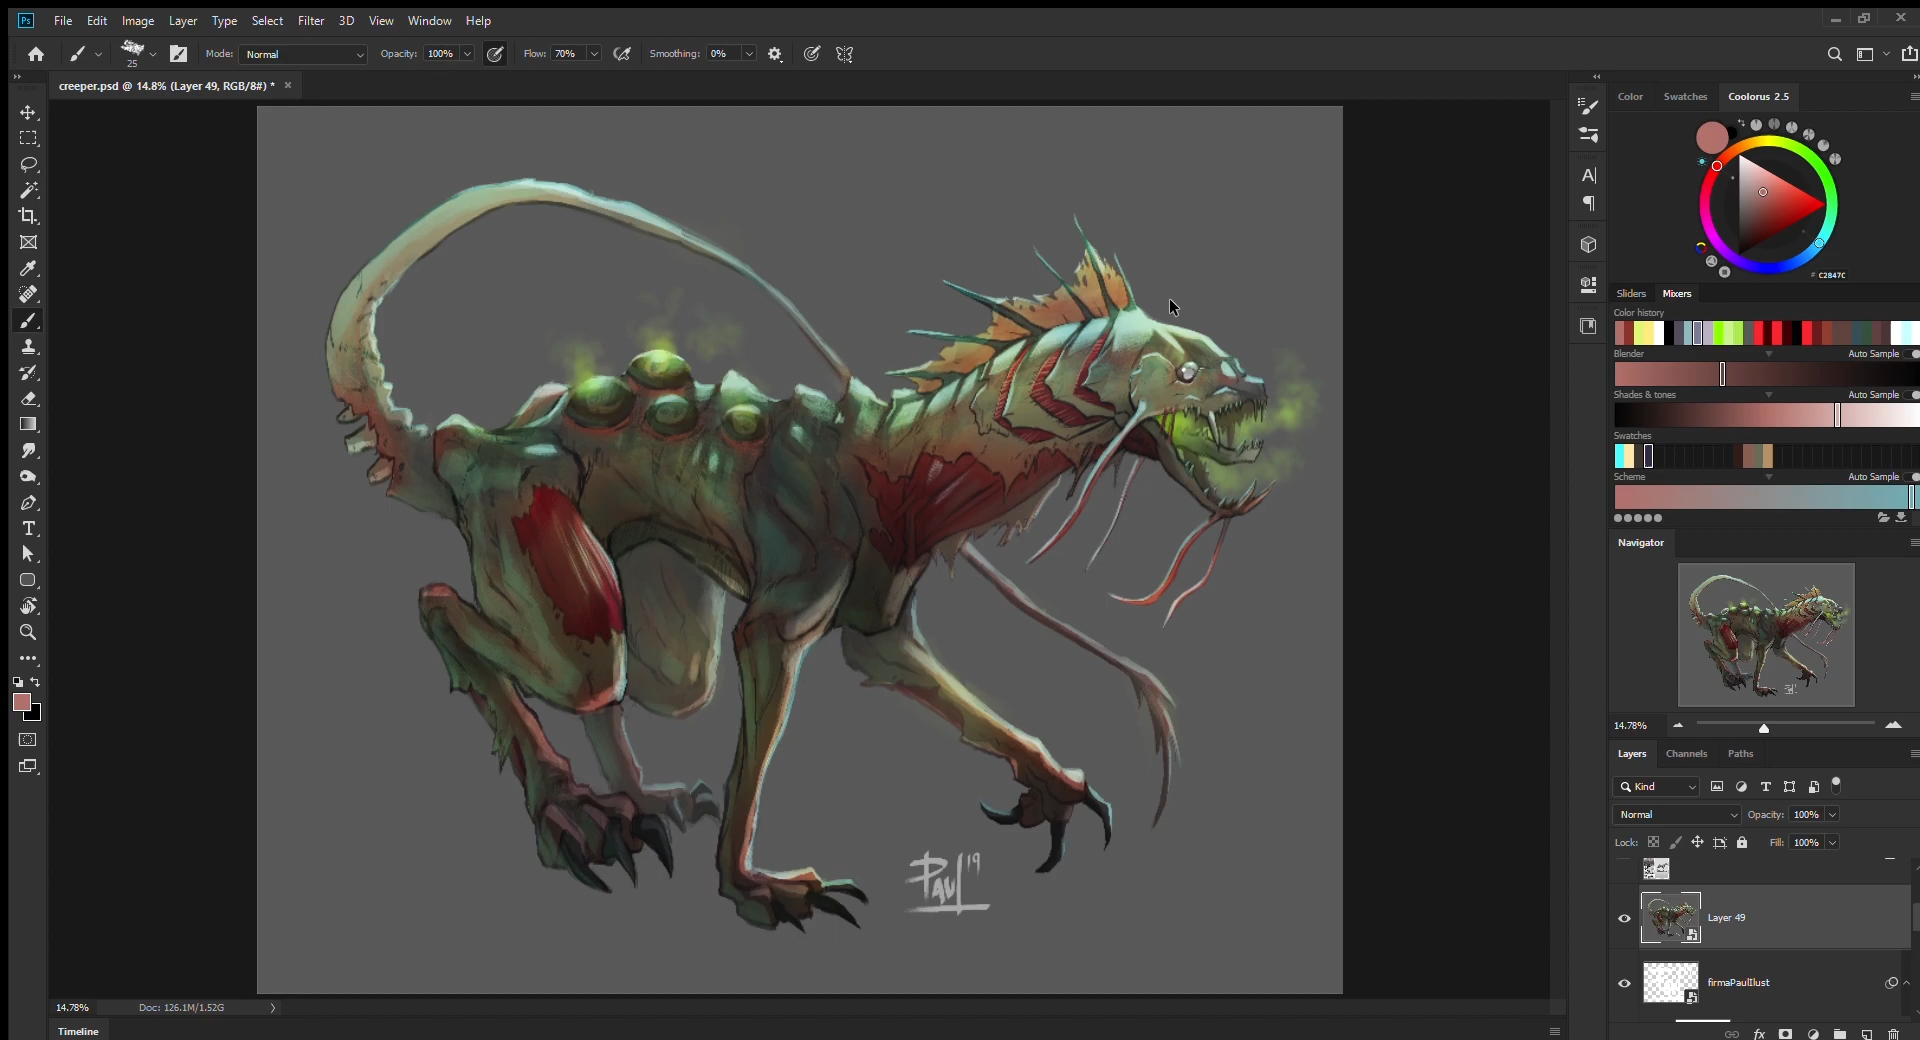 Ps File Edit Image Layer Type Select Filter 3D View Window Help
25 Mode: Normal Opacity: 100% Flow: 70% Smoothing: 0%
creeper.psd @ 14.8% (Layer 49, RGB/8#) * ×
Color Swatches Coolorus 2.5
# C2847C
Sliders Mixers
Color history
Blender Auto Sample
Shades & tones Auto Sample
Swatches
Scheme Auto Sample
Navigator
14.78%
Layers Channels Paths
Kind
Normal Opacity: 100%
Lock: Fill: 100%
Layer 49
firmaPaulIlust
fx
PAUL '19
14.78% Doc: 126.1M/1.52G
Timeline